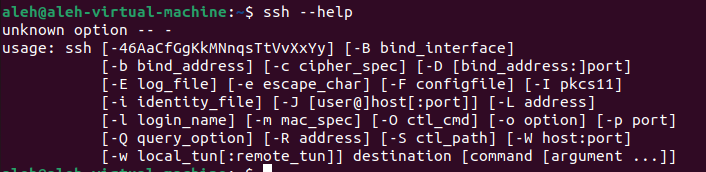 aleh@aleh-virtual-machine:~$ ssh --help
unknown option -- -
usage: ssh [-46AaCfGgKkMNnqsTtVvXxYy] [-B bind_interface]
           [-b bind_address] [-c cipher_spec] [-D [bind_address:]port]
           [-E log_file] [-e escape_char] [-F configfile] [-I pkcs11]
           [-i identity_file] [-J [user@]host[:port]] [-L address]
           [-l login_name] [-m mac_spec] [-O ctl_cmd] [-o option] [-p port]
           [-Q query_option] [-R address] [-S ctl_path] [-W host:port]
           [-w local_tun[:remote_tun]] destination [command [argument ...]]
aleh@aleh-virtual-machine:~$